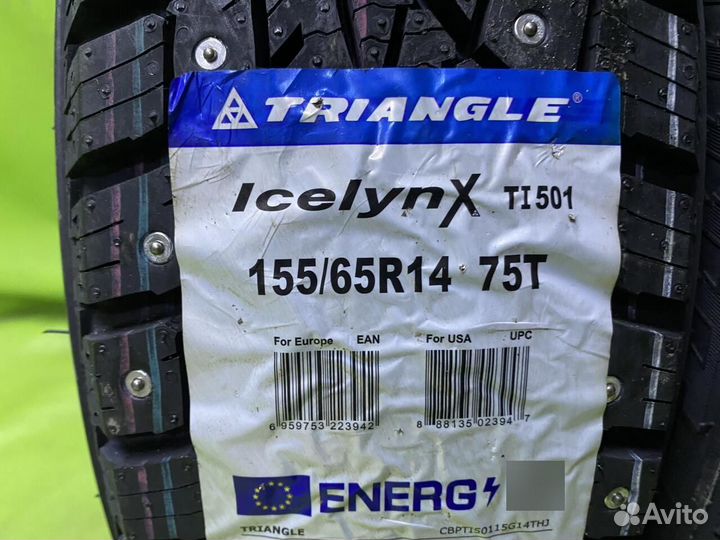 TRIANGLE®
IcelynX TI501
155/65R14 75T
For Europe EAN For USA UPC
6 959753 223942 8 88135 02394 7
ENERG
TRIANGLE CBPTI50115G14THJ
Avito